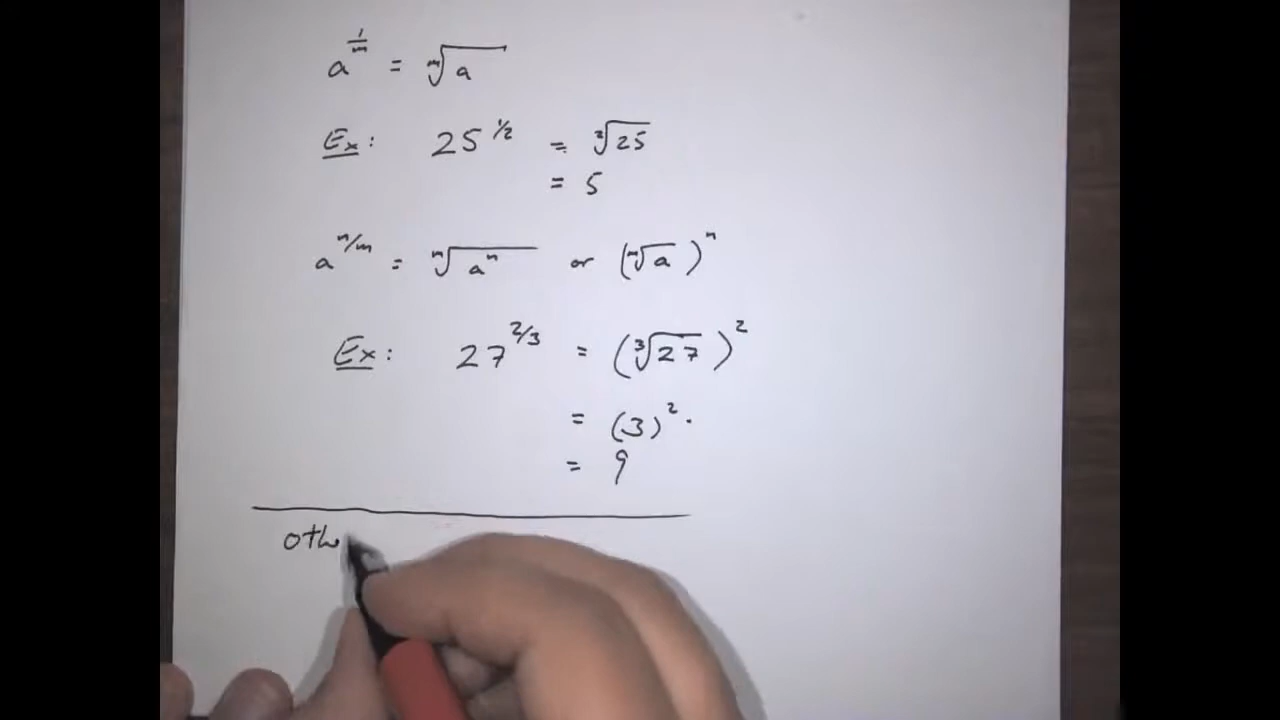 a^(1/m) = ᵐ√a
Ex: 25^(1/2) = ²√25
= 5
a^(n/m) = ᵐ√(aⁿ) or (ᵐ√a)ⁿ
Ex: 27^(2/3) = (³√27)²
= (3)² .
= 9
oth